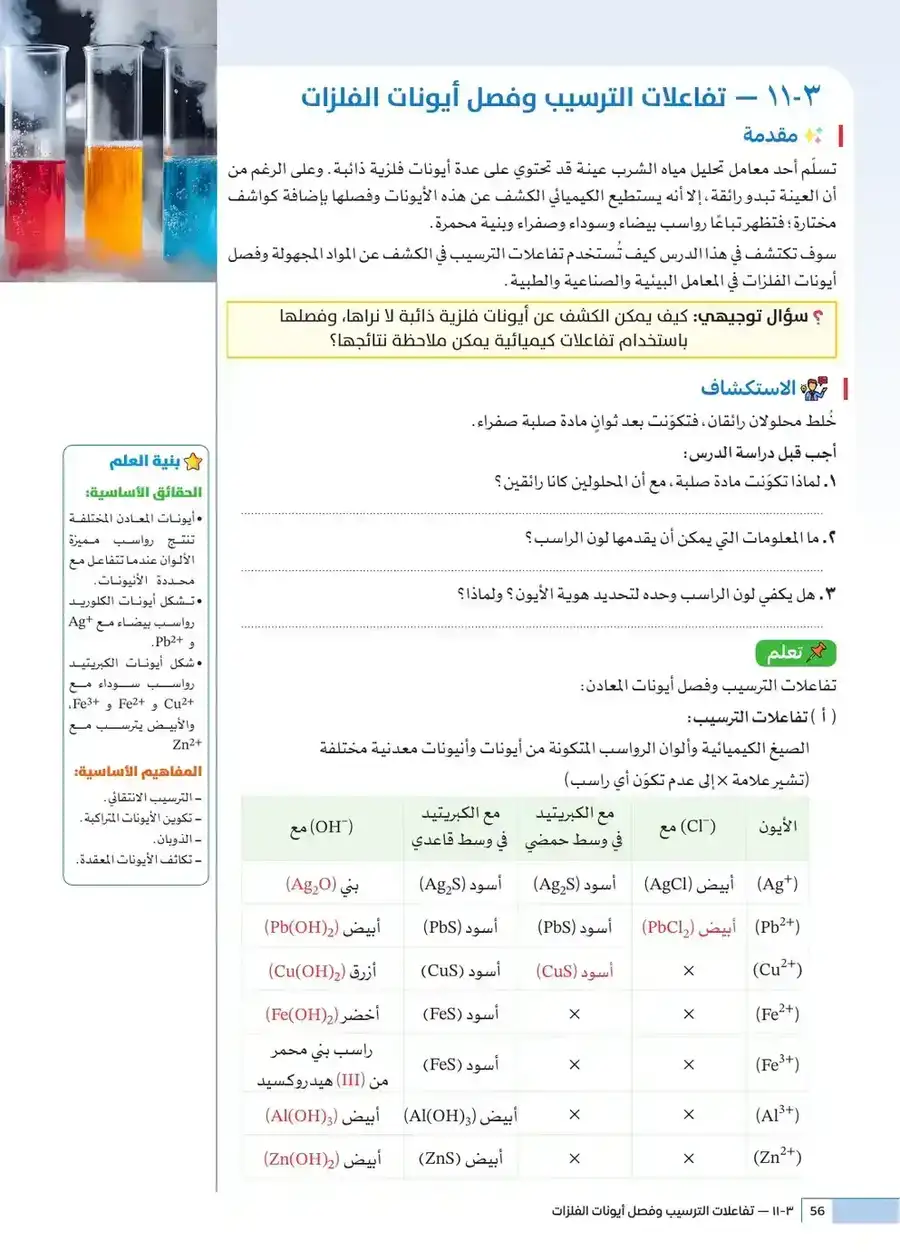 ٣-١١ — تفاعلات الترسيب وفصل أيونات الفلزات
مقدمة
تسلّم أحد معامل تحليل مياه الشرب عينة قد تحتوي على عدة أيونات فلزية ذائبة. وعلى الرغم من
أن العينة تبدو رائقة، إلا أنه يستطيع الكيميائي الكشف عن هذه الأيونات وفصلها بإضافة كواشف
مختارة؛ فتظهر تباعًا رواسب بيضاء وسوداء وصفراء وبنية محمرة.
سوف تكتشف في هذا الدرس كيف تُستخدم تفاعلات الترسيب في الكشف عن المواد المجهولة وفصل
أيونات الفلزات في المعامل البيئية والصناعية والطبية.
؟ سؤال توجيهي: كيف يمكن الكشف عن أيونات فلزية ذائبة لا نراها، وفصلها
باستخدام تفاعلات كيميائية يمكن ملاحظة نتائجها؟
الاستكشاف
خُلط محلولان رائقان، فتكوّنت بعد ثوانٍ مادة صلبة صفراء.
أجب قبل دراسة الدرس:
١. لماذا تكوّنت مادة صلبة، مع أن المحلولين كانا رائقين؟
٢. ما المعلومات التي يمكن أن يقدمها لون الراسب؟
٣. هل يكفي لون الراسب وحده لتحديد هوية الأيون؟ ولماذا؟
تعلم
تفاعلات الترسيب وفصل أيونات المعادن:
( أ ) تفاعلات الترسيب:
الصيغ الكيميائية وألوان الرواسب المتكونة من أيونات وأنيونات معدنية مختلفة
(تشير علامة × إلى عدم تكوّن أي راسب)
الأيون | مع (Cl⁻) | مع الكبريتيد في وسط حمضي | مع الكبريتيد في وسط قاعدي | مع (OH⁻)
(Ag⁺) | أبيض (AgCl) | أسود (Ag₂S) | أسود (Ag₂S) | بني (Ag₂O)
(Pb²⁺) | أبيض (PbCl₂) | أسود (PbS) | أسود (PbS) | أبيض (Pb(OH)₂)
(Cu²⁺) | × | أسود (CuS) | أسود (CuS) | أزرق (Cu(OH)₂)
(Fe²⁺) | × | × | أسود (FeS) | أخضر (Fe(OH)₂)
(Fe³⁺) | × | × | أسود (FeS) | راسب بني محمر من (III) هيدروكسيد
(Al³⁺) | × | × | أبيض (Al(OH)₃) | أبيض (Al(OH)₃)
(Zn²⁺) | × | × | أبيض (ZnS) | أبيض (Zn(OH)₂)
بنية العلم
الحقائق الأساسية:
• أيونات المعادن المختلفة
تنتج رواسب مميزة
الألوان عندما تتفاعل مع
محددة الأنيونات.
• تشكل أيونات الكلوريد
رواسب بيضاء مع Ag⁺
و Pb²⁺.
• شكل أيونات الكبريتيد
رواسب سوداء مع
Cu²⁺ و Fe²⁺ و Fe³⁺،
والأبيض يترسب مع
Zn²⁺
المفاهيم الأساسية:
– الترسيب الانتقائي.
– تكوين الأيونات المتراكبة.
– الذوبان.
– تكاثف الأيونات المعقدة.
56 ٣-١١ — تفاعلات الترسيب وفصل أيونات الفلزات